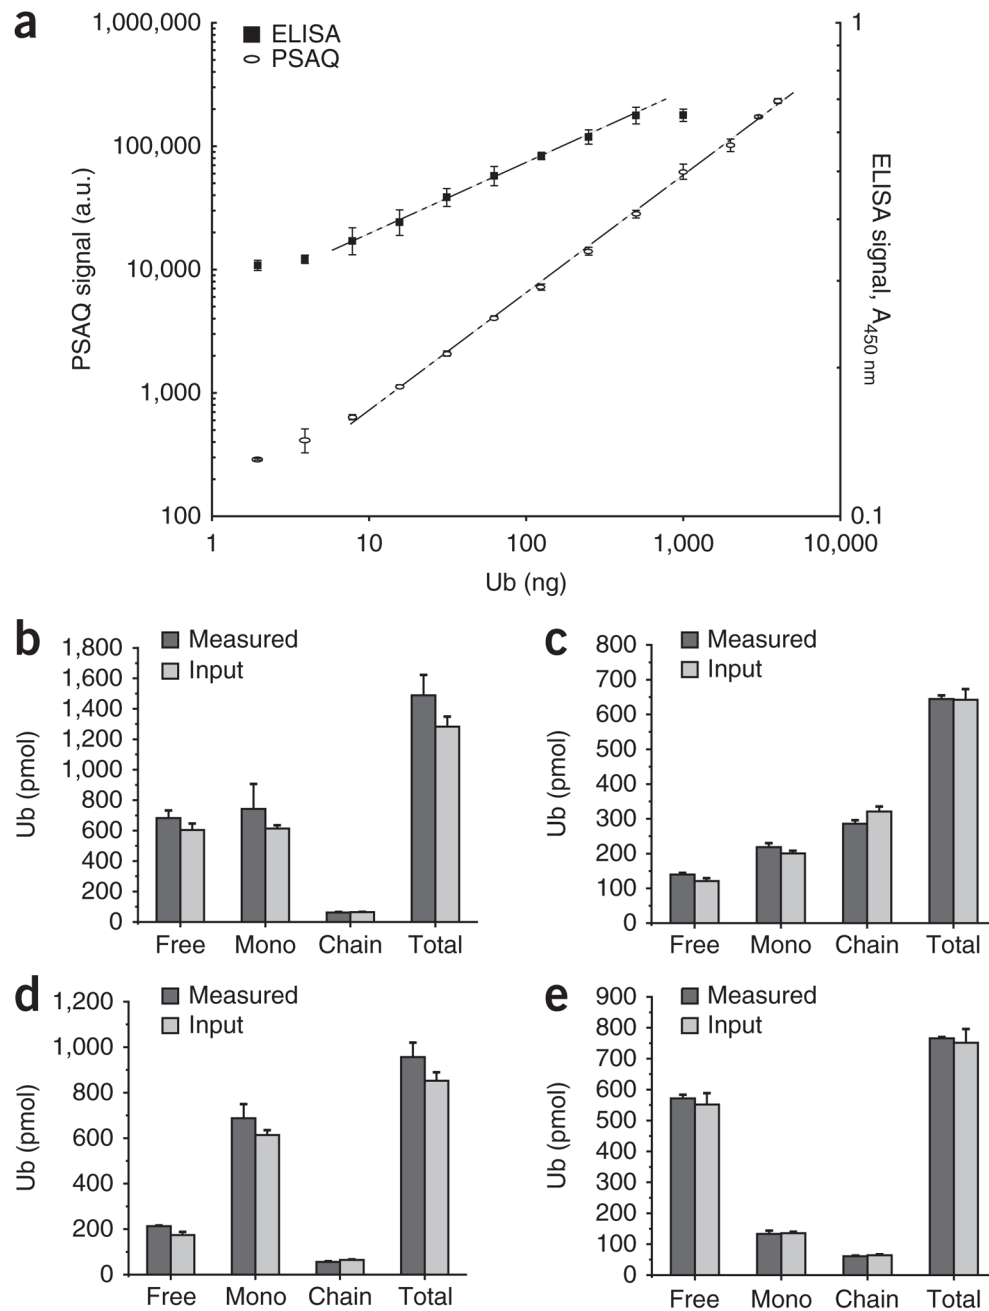 a
1,000,000
100,000
10,000
1,000
100
PSAQ signal (a.u.)
ELISA
PSAQ
1
0.1
ELISA signal, A450 nm
1
10
100
1,000
10,000
Ub (ng)
b
1,800
1,600
1,400
1,200
1,000
800
600
400
200
0
Ub (pmol)
Measured
Input
Free
Mono
Chain
Total
c
800
700
600
500
400
300
200
100
0
Ub (pmol)
Measured
Input
Free
Mono
Chain
Total
d
1,200
1,000
800
600
400
200
0
Ub (pmol)
Measured
Input
Free
Mono
Chain
Total
e
900
800
700
600
500
400
300
200
100
0
Ub (pmol)
Measured
Input
Free
Mono
Chain
Total